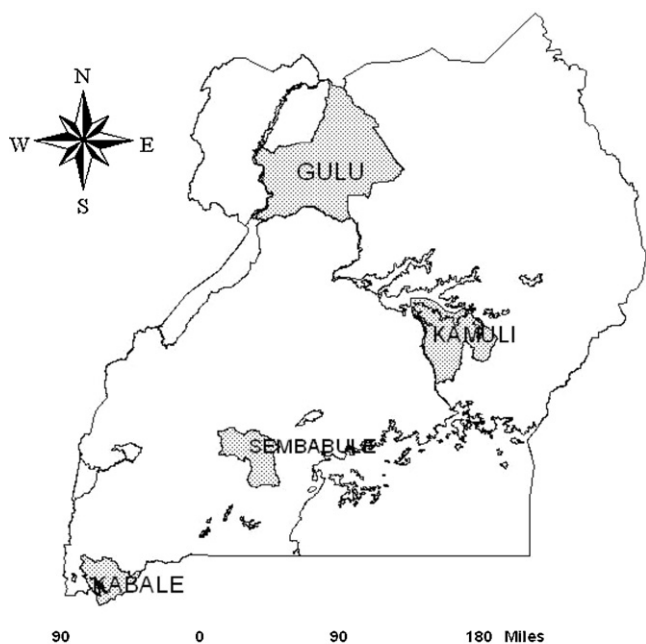 N
W E
S
GULU
KAMULI
SEMBABULE
KABALE
90 0 90 180 Miles